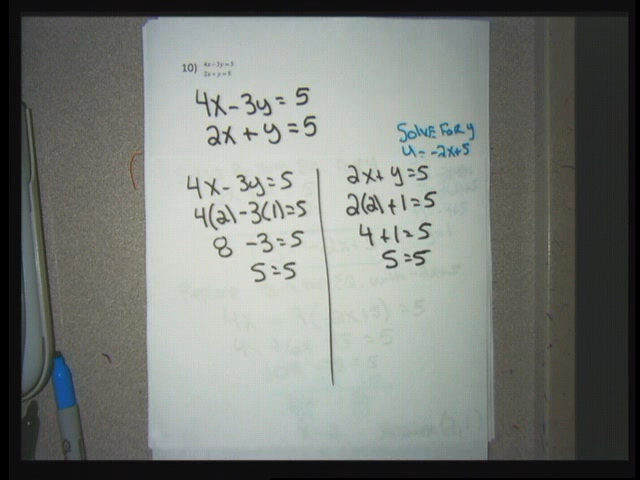 10) 4x-3y=5
2x+y=5
4x-3y=5
2x+y=5
Solve for y
y=-2x+5
4x-3y=5
4(2)-3(1)=5
8 -3=5
5=5
2x+y=5
2(2)+1=5
4+1=5
5=5